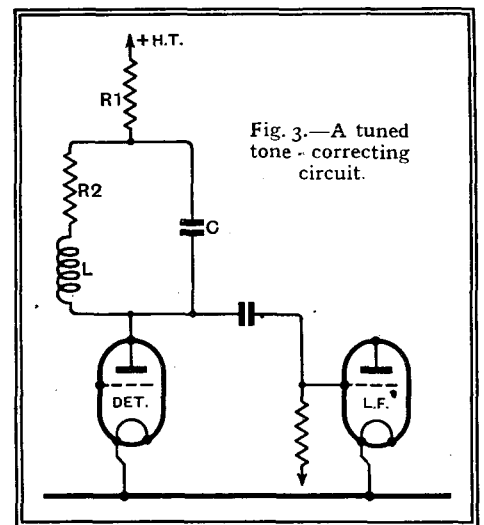 + H.T.
R1
Fig. 3.—A tuned
tone - correcting
circuit.
R2
C
L
DET.
L.F.